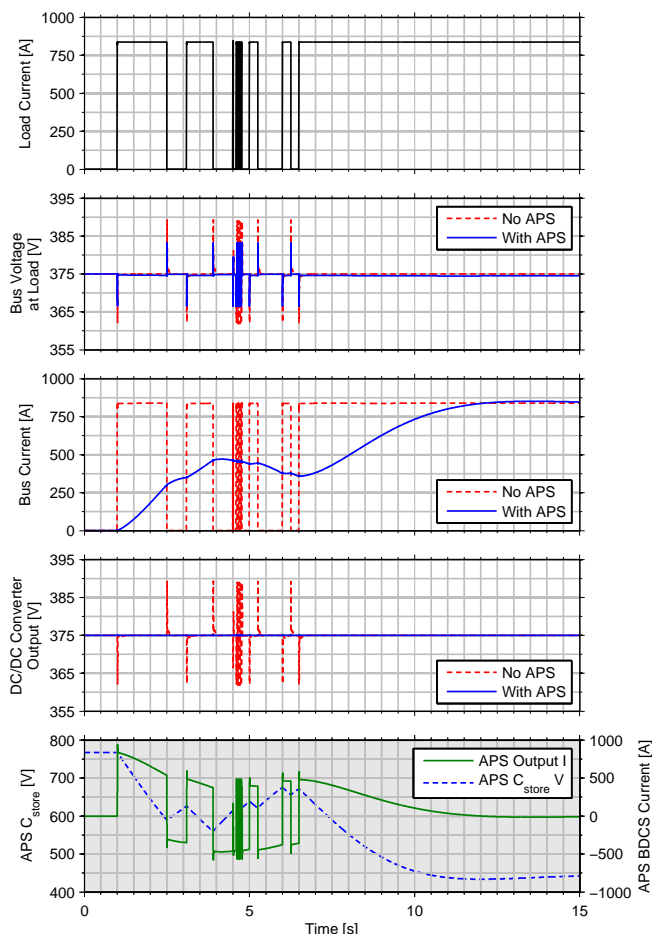 1000
750
500
250
0
Load Current [A]
395
385
375
365
355
Bus Voltage
at Load [V]
No APS
With APS
1000
750
500
250
0
Bus Current [A]
No APS
With APS
395
385
375
365
355
DC/DC Converter
Output [V]
No APS
With APS
800
700
600
500
400
APS C_store [V]
1000
500
0
−500
−1000
APS BDCS Current [A]
APS Output I
APS C_store V
0 5 10 15
Time [s]